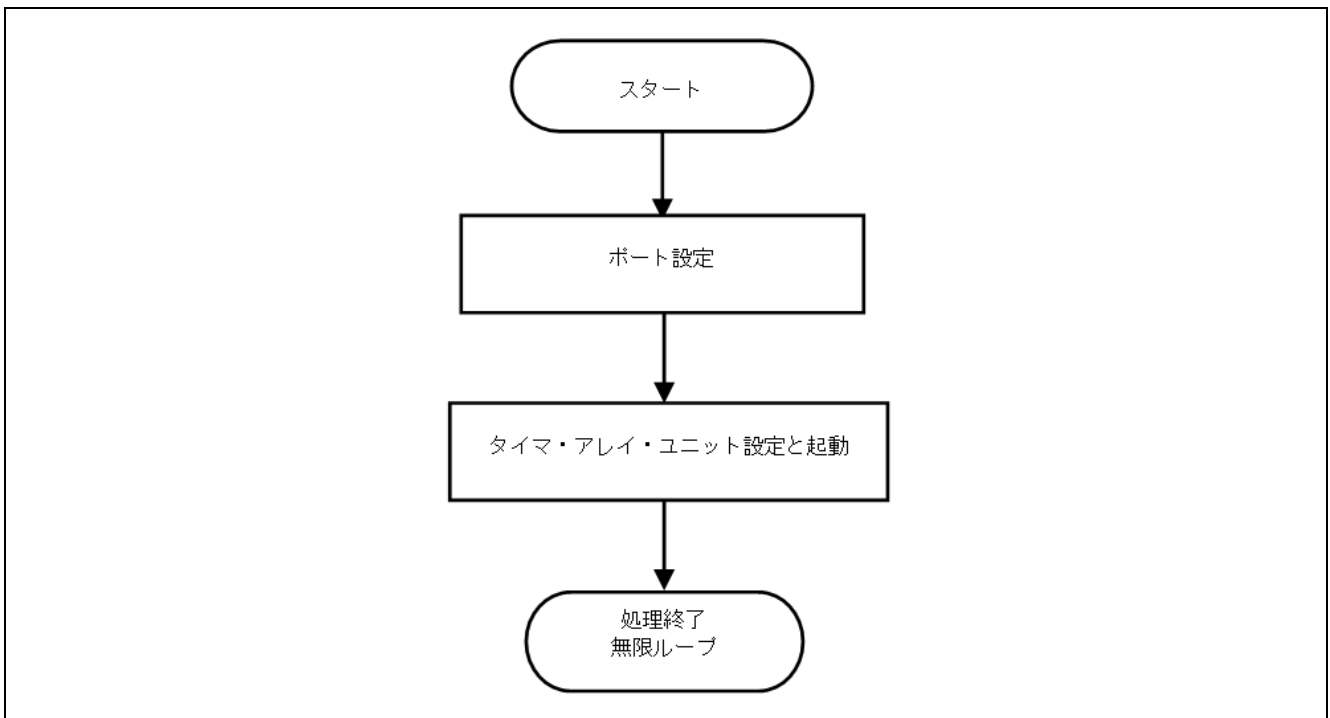 スタート
ポート設定
タイマ・アレイ・ユニット設定と起動
処理終了
無限ループ